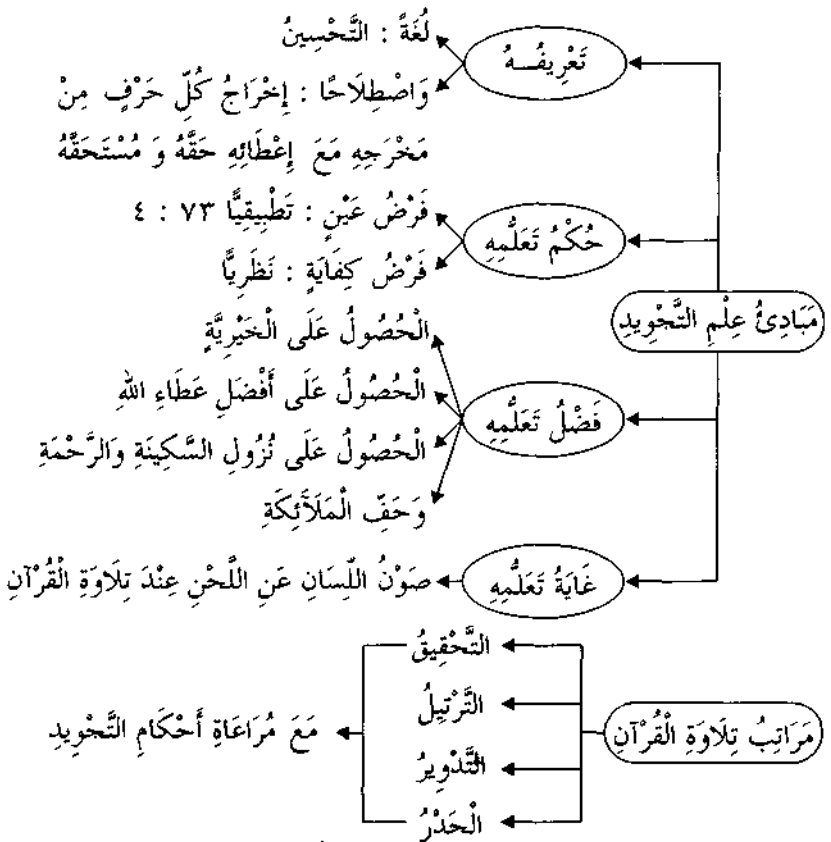 مَبَادِئُ عِلْمِ التَّجْوِيدِ
تَعْرِيفُهُ
لُغَةً : التَّحْسِينُ
وَاصْطِلَاحًا : إِخْرَاجُ كُلِّ حَرْفٍ مِنْ
مَخْرَجِهِ مَعَ إِعْطَائِهِ حَقَّهُ وَ مُسْتَحَقَّهُ
حُكْمُ تَعَلُّمِهِ
فَرْضُ عَيْنٍ : تَطْبِيقِيًّا ٧٣ : ٤
فَرْضُ كِفَايَةٍ : نَظَرِيًّا
فَضْلُ تَعَلُّمِهِ
الْحُصُولُ عَلَى الْخَيْرِيَّةِ
الْحُصُولُ عَلَى أَفْضَلِ عَطَاءِ اللهِ
الْحُصُولُ عَلَى نُزُولِ السَّكِينَةِ وَالرَّحْمَةِ
وَحَفِّ الْمَلَائِكَةِ
غَايَةُ تَعَلُّمِهِ
صَوْنُ اللِّسَانِ عَنِ اللَّحْنِ عِنْدَ تِلَاوَةِ الْقُرْآنِ
مَرَاتِبُ تِلَاوَةِ الْقُرْآنِ
التَّحْقِيقُ
التَّرْتِيلُ
التَّدْوِيرُ
الْحَدْرُ
مَعَ مُرَاعَاةِ أَحْكَامِ التَّجْوِيدِ